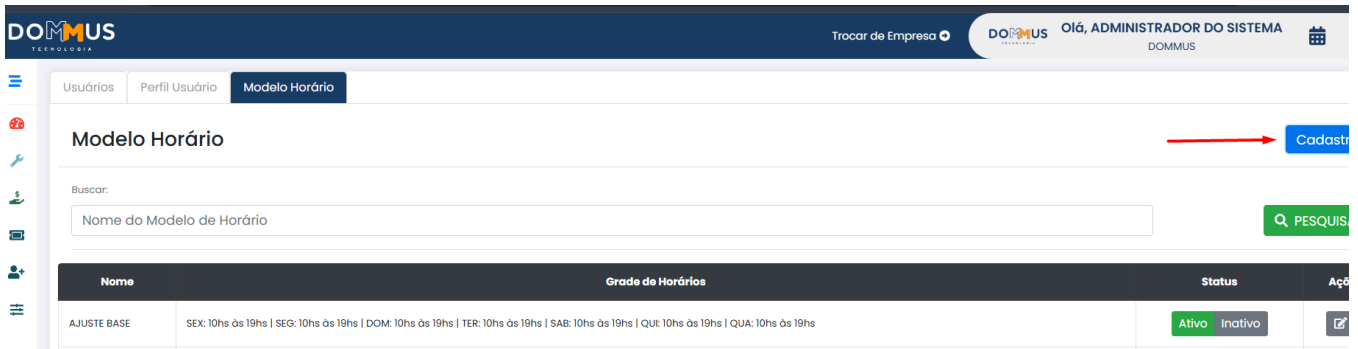 DOMMUS
TECNOLOGIA
Trocar de Empresa
DOMMUS
TECNOLOGIA
Olá, ADMINISTRADOR DO SISTEMA
DOMMUS
Usuários Perfil Usuário Modelo Horário
Modelo Horário
Cadastr
Buscar:
Nome do Modelo de Horário
PESQUISA
Nome Grade de Horários Status Açõ
AJUSTE BASE SEX: 10hs às 19hs | SEG: 10hs às 19hs | DOM: 10hs às 19hs | TER: 10hs às 19hs | SAB: 10hs às 19hs | QUI: 10hs às 19hs | QUA: 10hs às 19hs Ativo Inativo